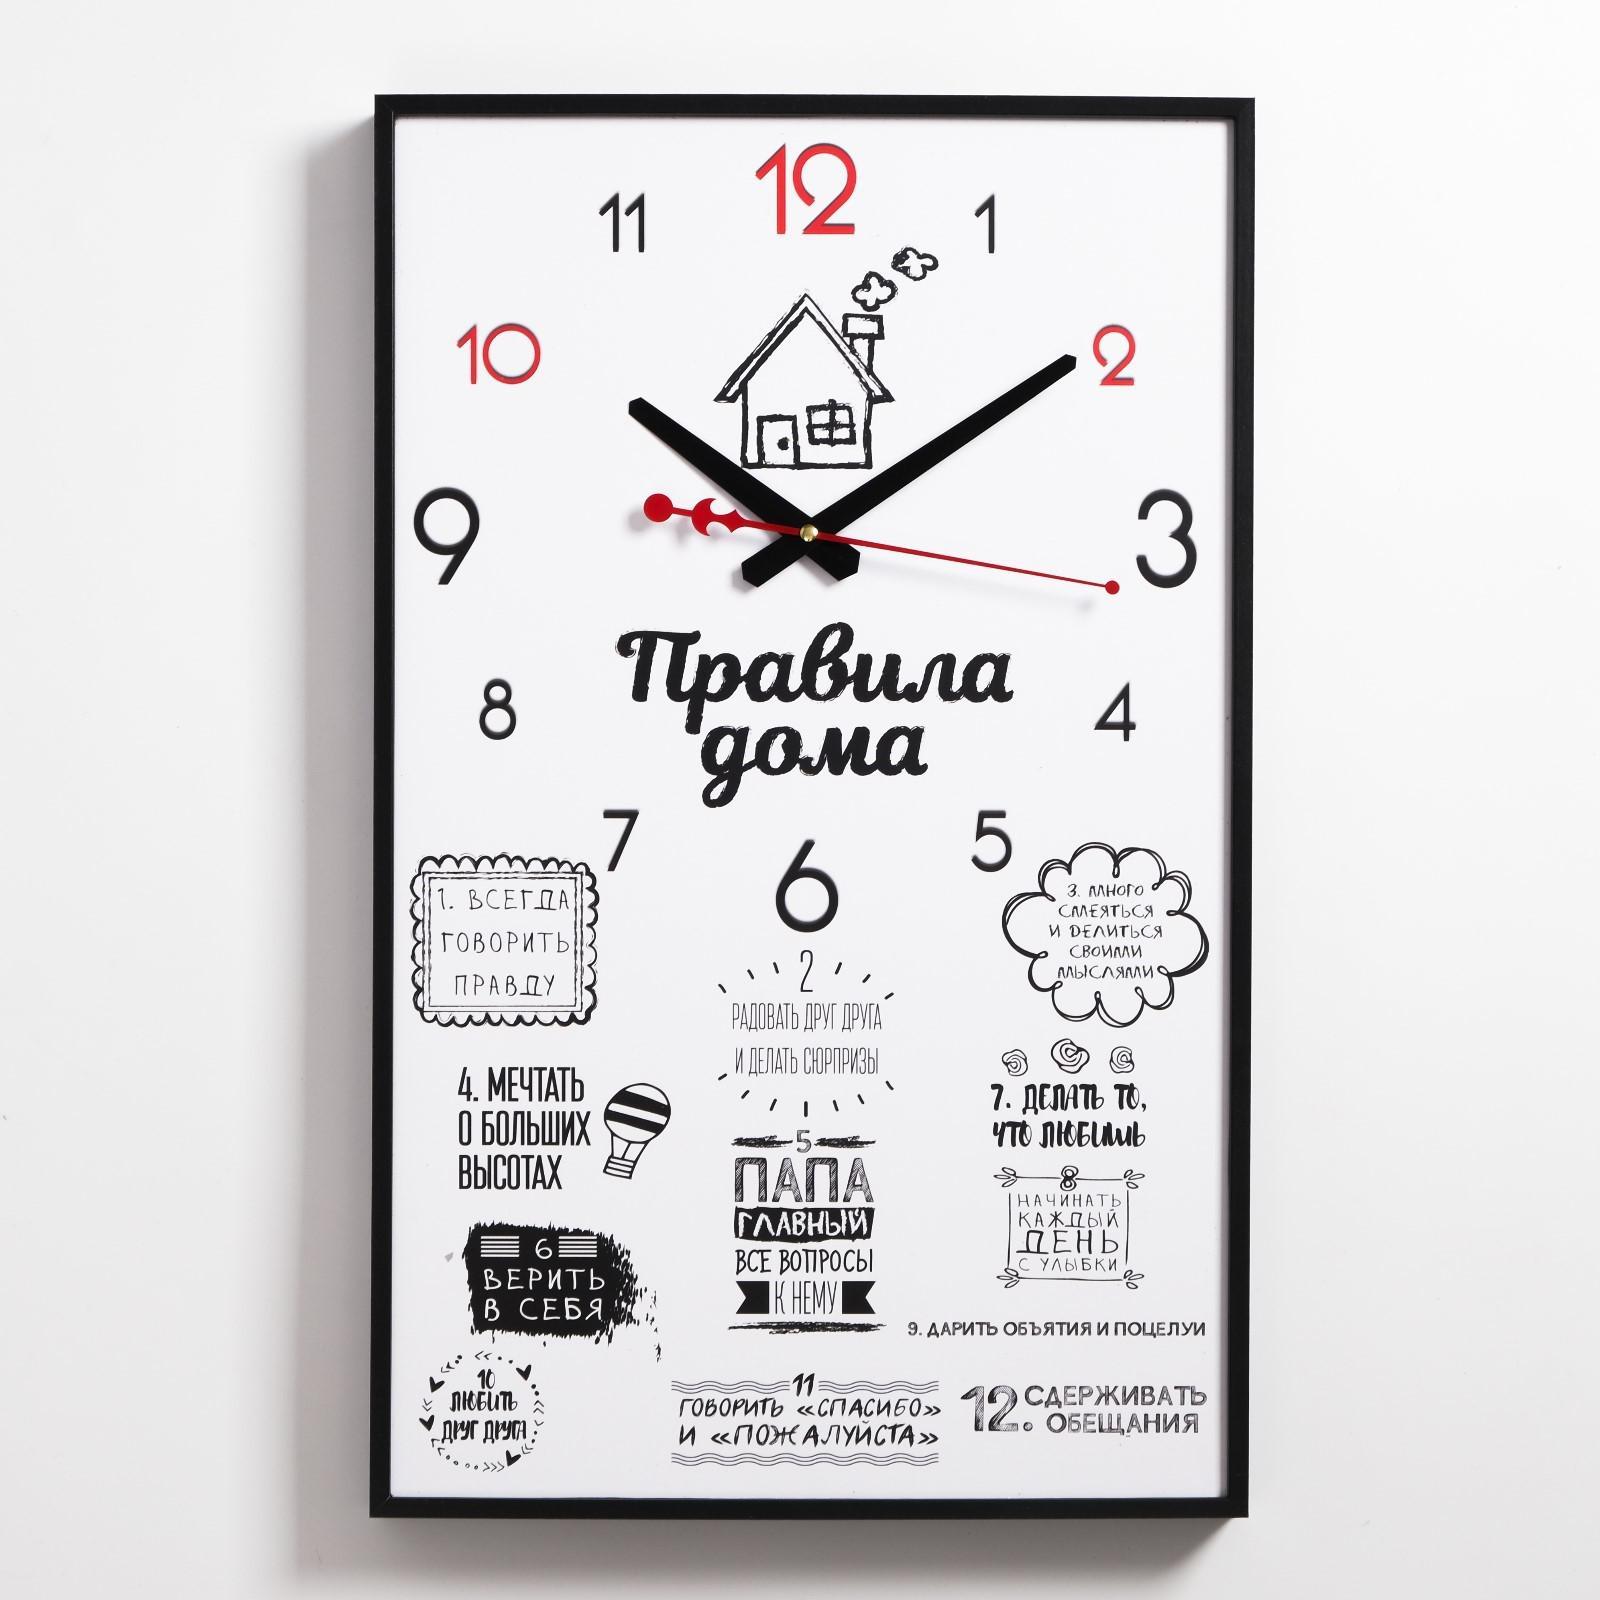 12
11
1
10
2
9
3
8
4
7
5
6
Правила
дома
1. ВСЕГДА
ГОВОРИТЬ
ПРАВДУ
2
РАДОВАТЬ ДРУГ ДРУГА
И ДЕЛАТЬ СЮРПРИЗЫ
3. МНОГО
СМЕЯТЬСЯ
И ДЕЛИТЬСЯ
СВОИМИ
МЫСЛЯМИ
4. МЕЧТАТЬ
О БОЛЬШИХ
ВЫСОТАХ
5
ПАПА
ГЛАВНЫЙ
ВСЕ ВОПРОСЫ
К НЕМУ
6
ВЕРИТЬ
В СЕБЯ
7. ДЕЛАТЬ ТО,
ЧТО ЛЮБИШЬ
8
НАЧИНАТЬ
КАЖДЫЙ
ДЕНЬ
С УЛЫБКИ
9. ДАРИТЬ ОБЪЯТИЯ И ПОЦЕЛУИ
10
ЛЮБИТЬ
ДРУГ ДРУГА
11
ГОВОРИТЬ «СПАСИБО»
И «ПОЖАЛУЙСТА»
12. СДЕРЖИВАТЬ
ОБЕЩАНИЯ